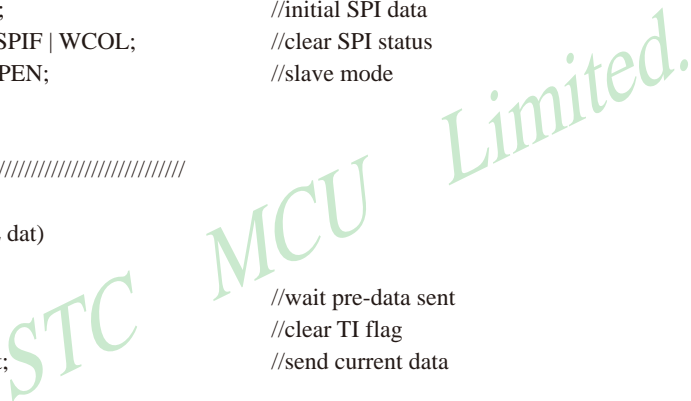 ; //initial SPI data
SPIF | WCOL; //clear SPI status
PEN; //slave mode
////////////////////////////
dat)
//wait pre-data sent
//clear TI flag
t; //send current data
STC MCU Limited.